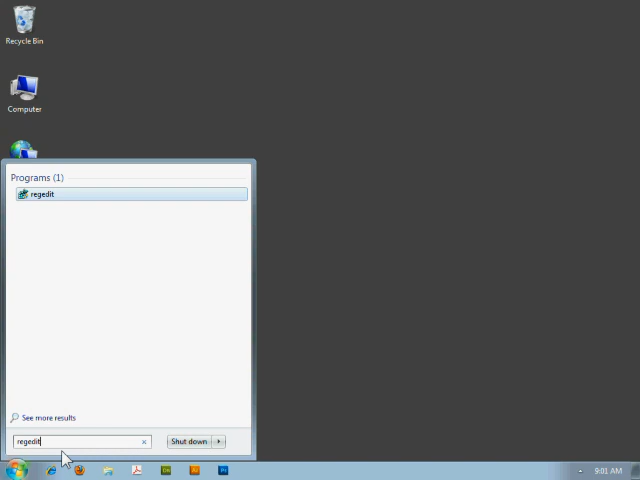 Recycle Bin
Computer
Programs (1)
regedit
See more results
regedit
Shut down
9:01 AM